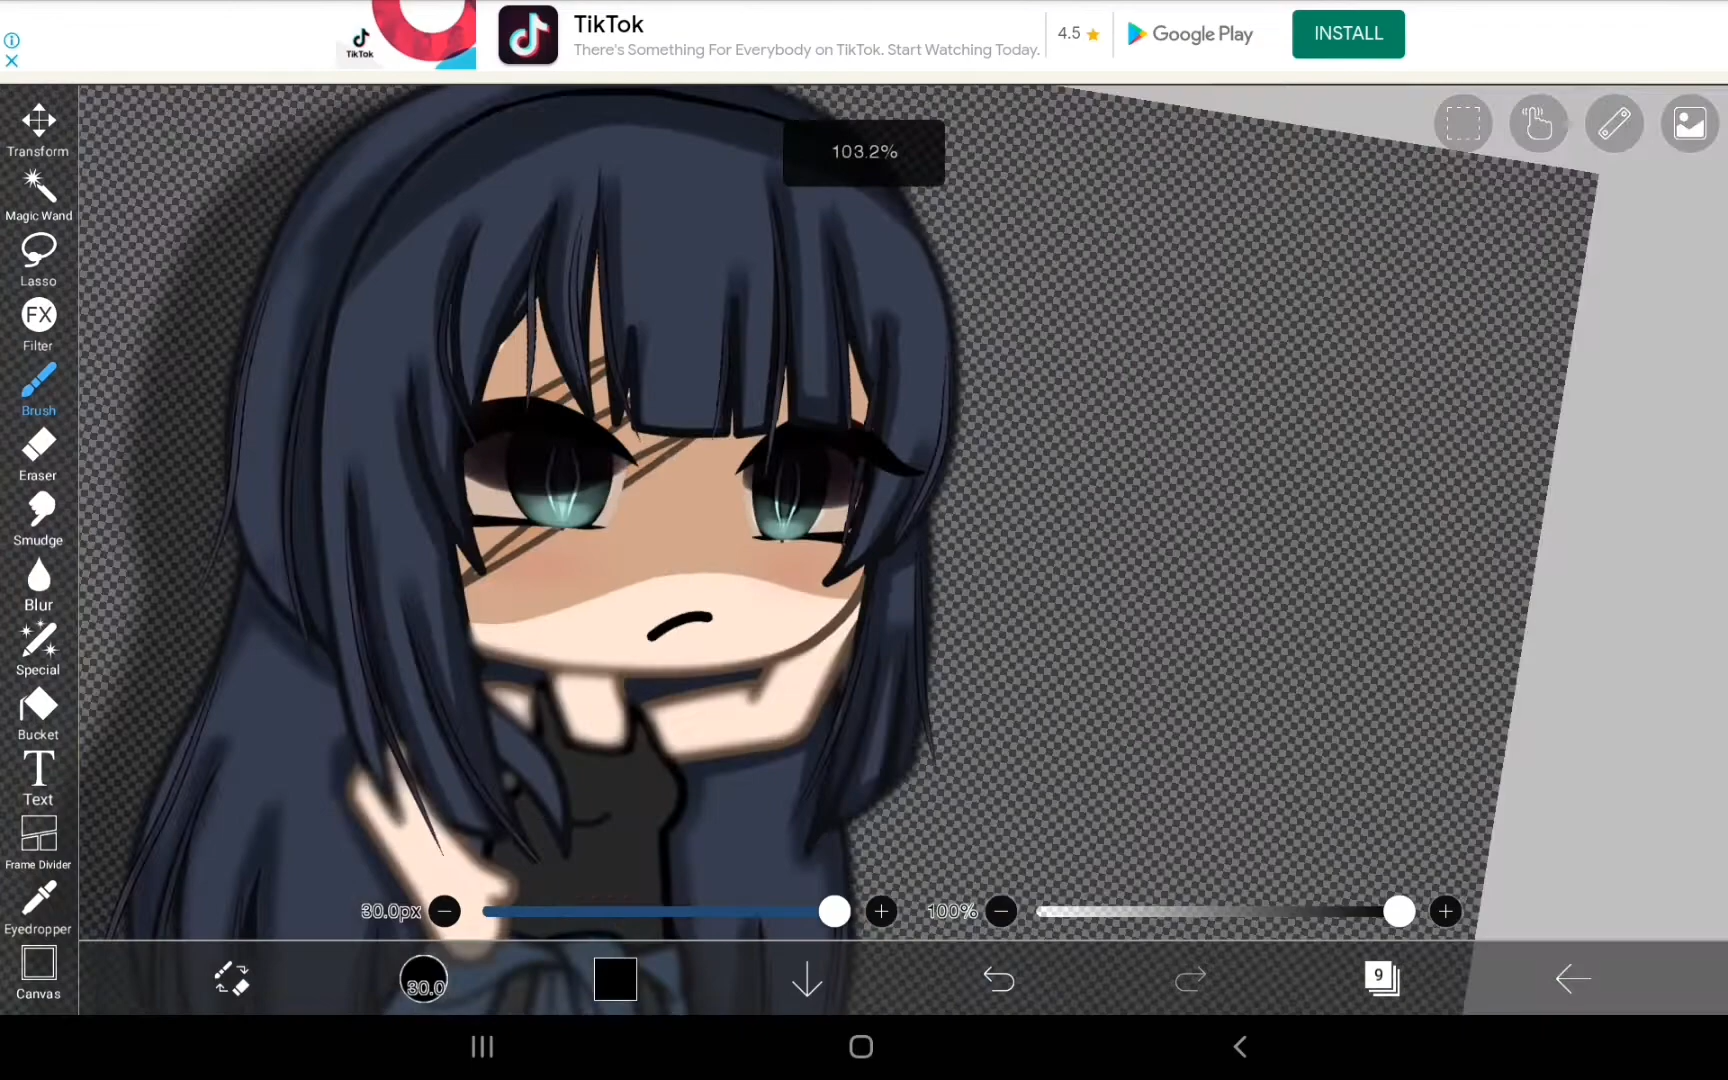 TikTok
TikTok
There's Something For Everybody on TikTok. Start Watching Today.
4.5
Google Play
INSTALL
103.2%
Transform
Magic Wand
Lasso
FX
Filter
Brush
Eraser
Smudge
Blur
Special
Bucket
T
Text
Frame Divider
Eyedropper
Canvas
30.0px
100%
30.0
9